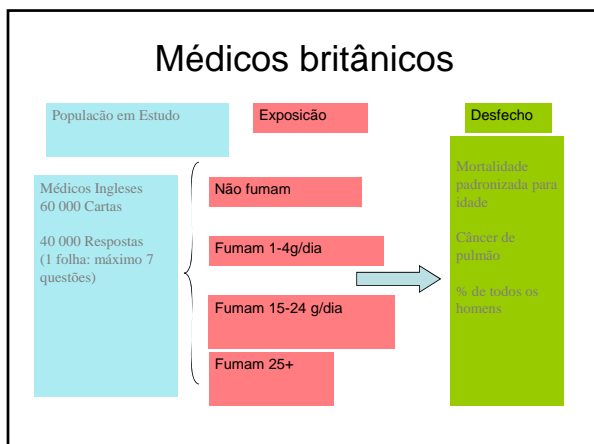 Médicos britânicos
População em Estudo
Exposicão
Desfecho
Médicos Ingleses
60 000 Cartas
40 000 Respostas
(1 folha: máximo 7
questões)
Não fumam
Fumam 1-4g/dia
Fumam 15-24 g/dia
Fumam 25+
Mortalidade
padronizada para
idade
Câncer de
pulmão
% de todos os
homens